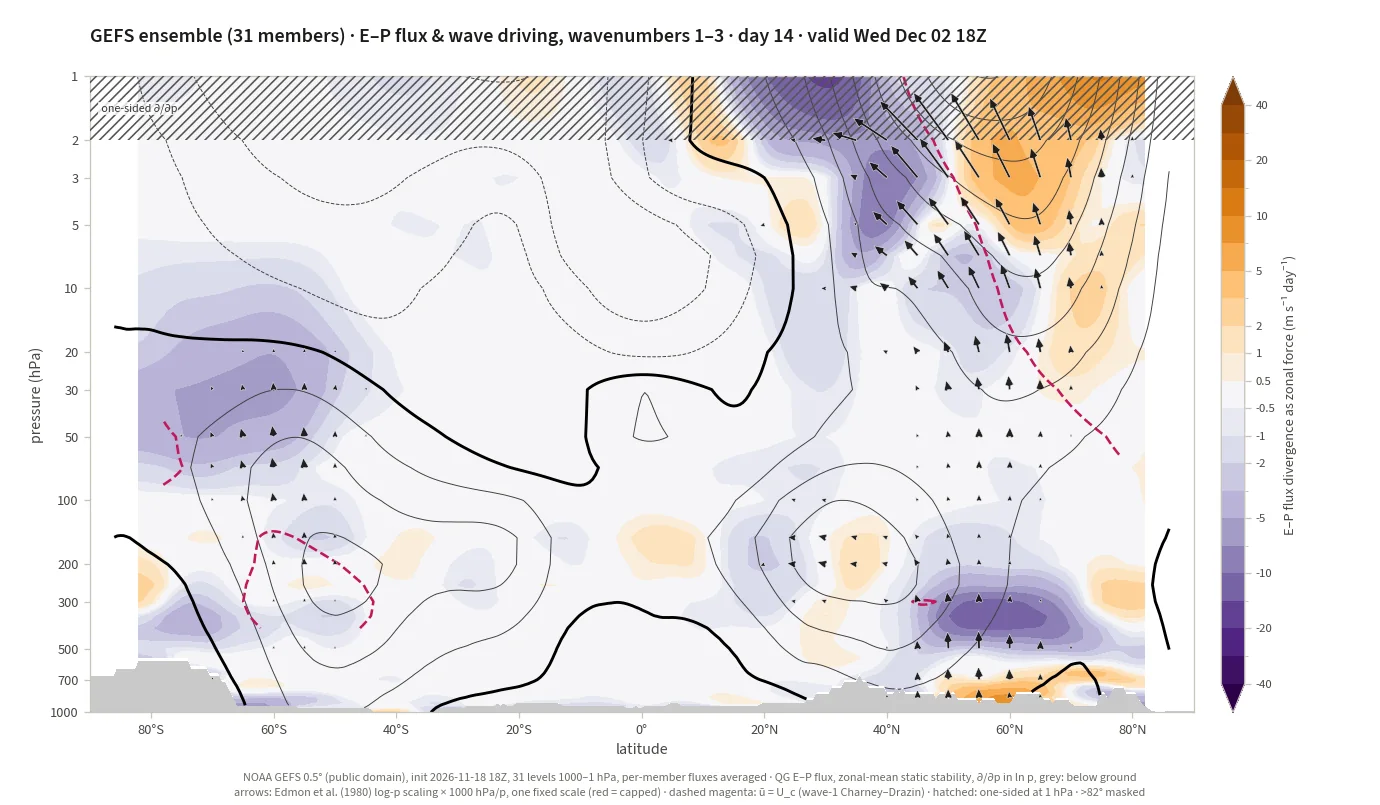 GEFS ensemble (31 members) · E–P flux & wave driving, wavenumbers 1–3 · day 14 · valid Wed Dec 02 18Z
one-sided ∂/∂p
1
2
3
5
10
20
30
50
100
200
300
500
700
1000
pressure (hPa)
80°S
60°S
40°S
20°S
0°
20°N
40°N
60°N
80°N
latitude
40
20
10
5
2
1
0.5
-0.5
-1
-2
-5
-10
-20
-40
E–P flux divergence as zonal force (m s⁻¹ day⁻¹)
NOAA GEFS 0.5° (public domain), init 2026-11-18 18Z, 31 levels 1000–1 hPa, per-member fluxes averaged · QG E–P flux, zonal-mean static stability, ∂/∂p in ln p, grey: below ground
arrows: Edmon et al. (1980) log-p scaling × 1000 hPa/p, one fixed scale (red = capped) · dashed magenta: ū = U_c (wave-1 Charney–Drazin) · hatched: one-sided at 1 hPa · >82° masked